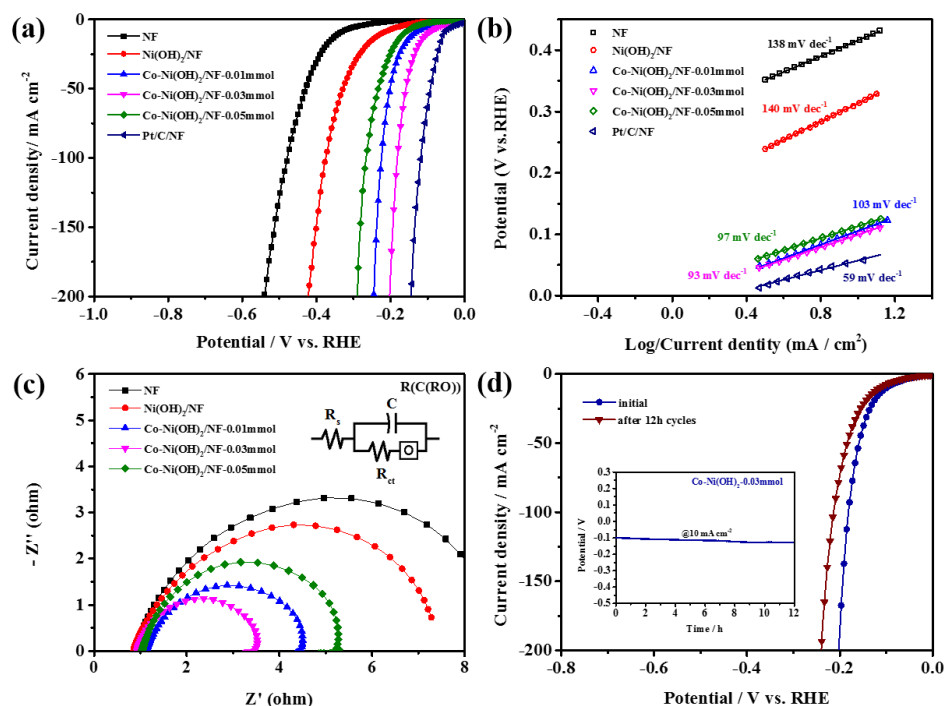 (a)
NF
Ni(OH)2/NF
Co-Ni(OH)2/NF-0.01mmol
Co-Ni(OH)2/NF-0.03mmol
Co-Ni(OH)2/NF-0.05mmol
Pt/C/NF
0
-50
-100
-150
-200
-1.0
-0.8
-0.6
-0.4
-0.2
0.0
Current density/ mA cm-2
Potential / V vs. RHE
(b)
NF
Ni(OH)2/NF
Co-Ni(OH)2/NF-0.01mmol
Co-Ni(OH)2/NF-0.03mmol
Co-Ni(OH)2/NF-0.05mmol
Pt/C/NF
138 mV dec-1
140 mV dec-1
103 mV dec-1
97 mV dec-1
93 mV dec-1
59 mV dec-1
0.4
0.3
0.2
0.1
0.0
-0.4
0.0
0.4
0.8
1.2
1.6
Potential (V vs.RHE)
Log/Current dentity (mA / cm2)
(c)
NF
Ni(OH)2/NF
Co-Ni(OH)2/NF-0.01mmol
Co-Ni(OH)2/NF-0.03mmol
Co-Ni(OH)2/NF-0.05mmol
R(C(RO))
Rs
C
O
Rct
6
5
4
3
2
1
0
0
2
4
6
8
-Z'' (ohm)
Z' (ohm)
(d)
initial
after 12h cycles
Co-Ni(OH)2-0.03mmol
@10 mA cm-2
0.3
0.2
0.1
0.0
-0.1
-0.2
-0.3
-0.4
-0.5
0
2
4
6
8
10
12
Potential / V
Time / h
0
-50
-100
-150
-200
-0.8
-0.6
-0.4
-0.2
0.0
Current density / mA cm-2
Potential / V vs. RHE